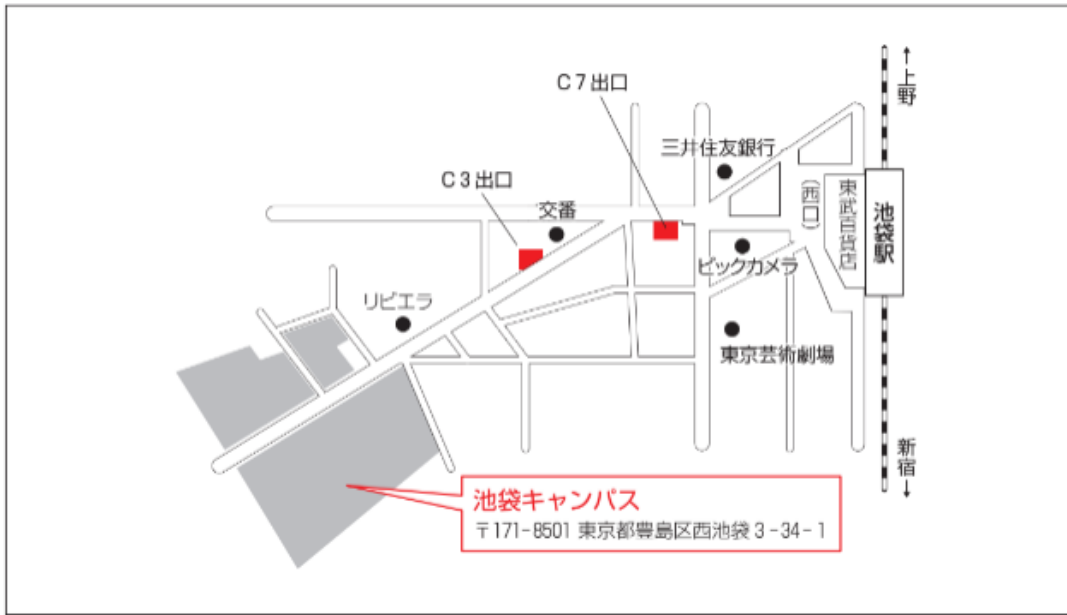 ↑上野
C7出口
三井住友銀行
C3出口
交番
(西口)
東武百貨店
池袋駅
ビックカメラ
リビエラ
東京芸術劇場
新宿↓
池袋キャンパス
〒171-8501 東京都豊島区西池袋3-34-1